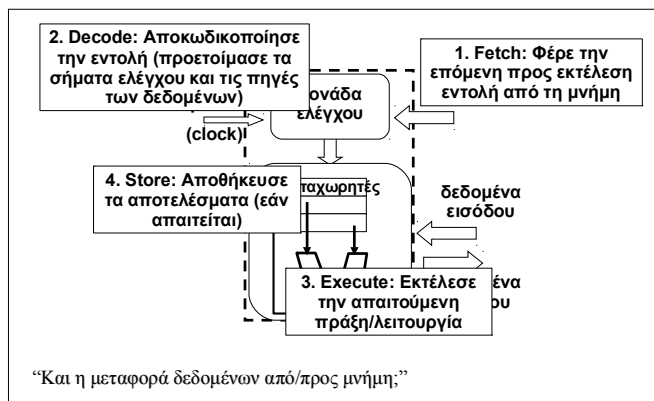 2. Decode: Αποκωδικοποίησε
την εντολή (προετοίμασε τα
σήματα ελέγχου και τις πηγές
των δεδομένων)
1. Fetch: Φέρε την
επόμενη προς εκτέλεση
εντολή από τη μνήμη
ελέγχου
(clock)
4. Store: Αποθήκευσε
τα αποτελέσματα (εάν
απαιτείται)
δεδομένα
εισόδου
3. Execute: Εκτέλεσε
την απαιτούμενη
πράξη/λειτουργία
“Και η μεταφορά δεδομένων από/προς μνήμη;”